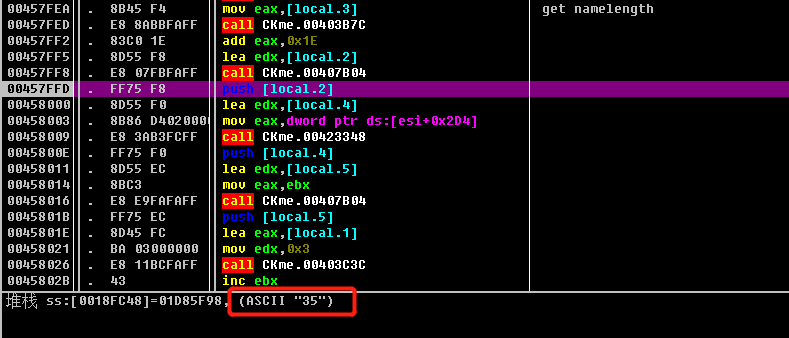 00457FEA . 8B45 F4 mov eax,[local.3] get namelength
00457FED . E8 8ABBFAFF call CKme.00403B7C
00457FF2 . 83C0 1E add eax,0x1E
00457FF5 . 8D55 F8 lea edx,[local.2]
00457FF8 . E8 07FBFAFF call CKme.00407B04
00457FFD . FF75 F8 push [local.2]
00458000 . 8D55 F0 lea edx,[local.4]
00458003 . 8B86 D4020000 mov eax,dword ptr ds:[esi+0x2D4]
00458009 . E8 3AB3FCFF call CKme.00423348
0045800E . FF75 F0 push [local.4]
00458011 . 8D55 EC lea edx,[local.5]
00458014 . 8BC3 mov eax,ebx
00458016 . E8 E9FAFAFF call CKme.00407B04
0045801B . FF75 EC push [local.5]
0045801E . 8D45 FC lea eax,[local.1]
00458021 . BA 03000000 mov edx,0x3
00458026 . E8 11BCFAFF call CKme.00403C3C
0045802B . 43 inc ebx
堆栈 ss:[0018FC48]=01D85F98, (ASCII "35")